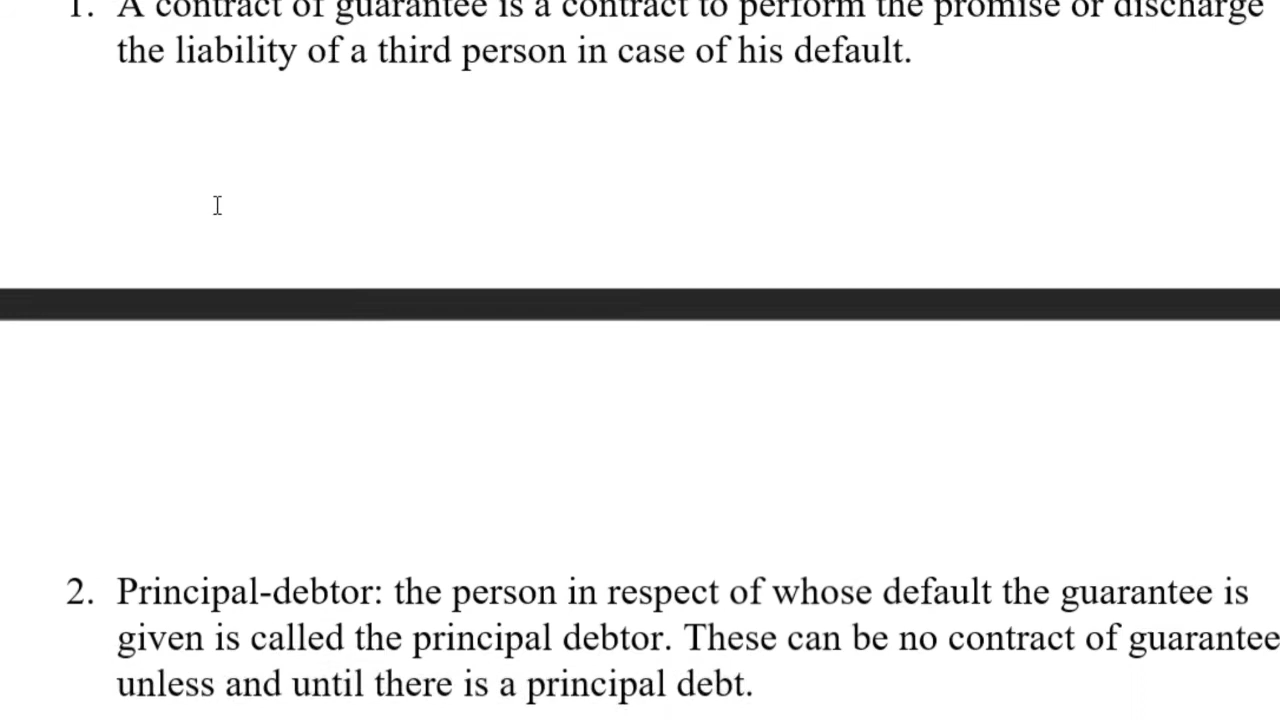 1. A contract of guarantee is a contract to perform the promise or discharge
the liability of a third person in case of his default.
2. Principal-debtor: the person in respect of whose default the guarantee is
given is called the principal debtor. These can be no contract of guarantee
unless and until there is a principal debt.